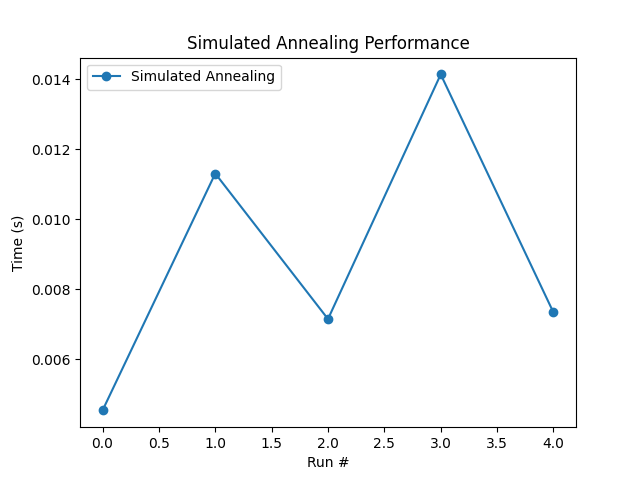 Simulated Annealing Performance
Simulated Annealing
0.014
0.012
0.010
0.008
0.006
Time (s)
0.0 0.5 1.0 1.5 2.0 2.5 3.0 3.5 4.0
Run #